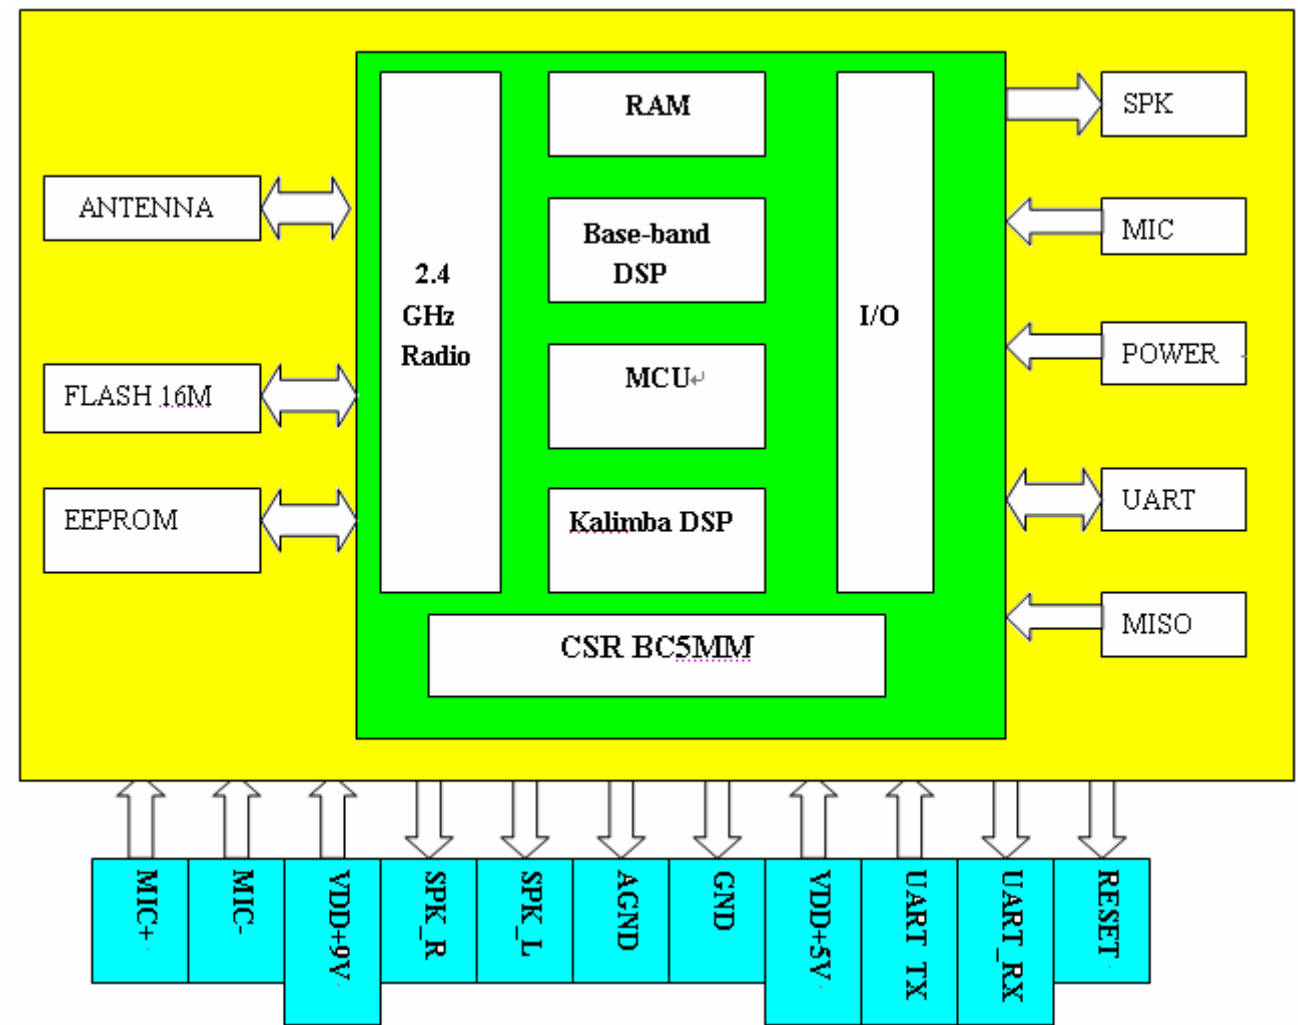 RAM
SPK
ANTENNA
Base-band
DSP
MIC
2.4
GHz
Radio
I/O
POWER
FLASH 16M
MCU
EEPROM
Kalimba DSP
UART
MISO
CSR BC5MM
MIC+
MIC-
VDD+9V
SPK_R
SPK_L
AGND
GND
VDD+5V
UART_TX
UART_RX
RESET